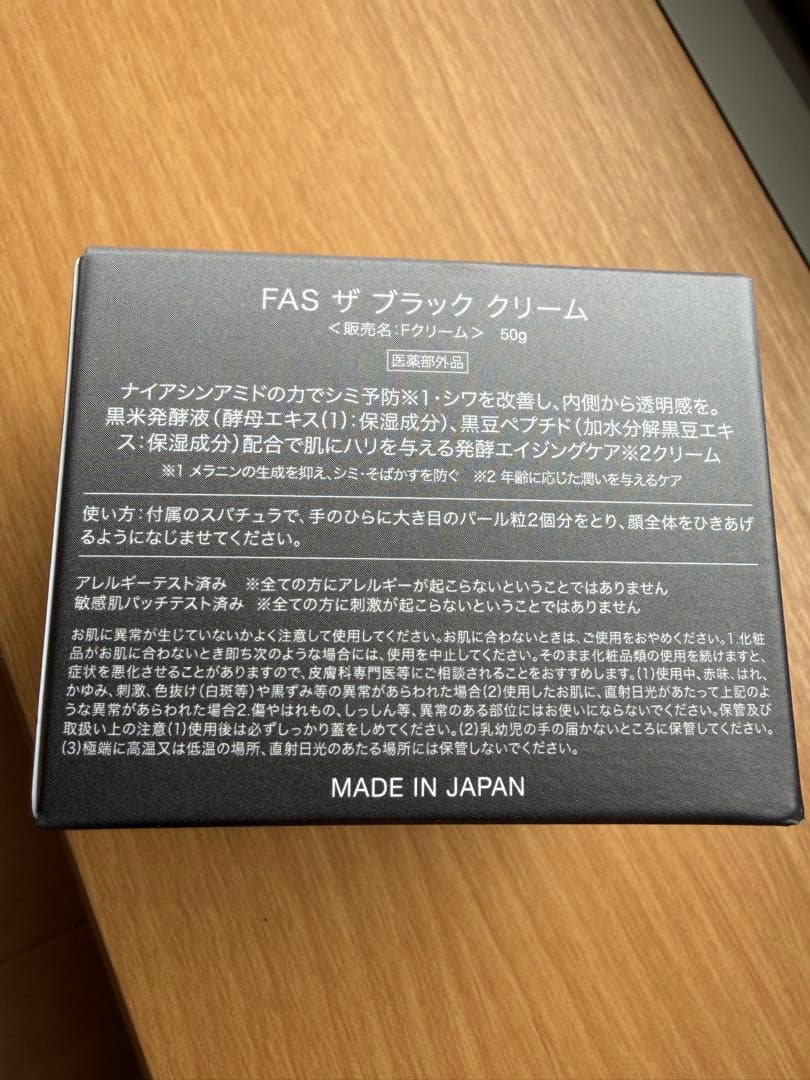 FAS ザ ブラック クリーム
＜販売名：Fクリーム＞ 50g
医薬部外品
ナイアシンアミドの力でシミ予防※1・シワを改善し、内側から透明感を。
黒米発酵液（酵母エキス(1)：保湿成分）、黒豆ペプチド（加水分解黒豆エキ
ス：保湿成分）配合で肌にハリを与える発酵エイジングケア※2クリーム
※1 メラニンの生成を抑え、シミ・そばかすを防ぐ ※2 年齢に応じた潤いを与えるケア
使い方：付属のスパチュラで、手のひらに大き目のパール粒2個分をとり、顔全体をひきあげ
るようになじませてください。
アレルギーテスト済み ※全ての方にアレルギーが起こらないということではありません
敏感肌パッチテスト済み ※全ての方に刺激が起こらないということではありません
お肌に異常が生じていないかよく注意して使用してください。お肌に合わないときは、ご使用をおやめください。1.化粧
品がお肌に合わないとき即ち次のような場合には、使用を中止してください。そのまま化粧品類の使用を続けますと、
症状を悪化させることがありますので、皮膚科専門医等にご相談されることをおすすめします。(1)使用中、赤味、はれ、
かゆみ、刺激、色抜け（白斑等）や黒ずみ等の異常があらわれた場合(2)使用したお肌に、直射日光があたって上記のよ
うな異常があらわれた場合2.傷やはれもの、しっしん等、異常のある部位にはお使いにならないでください。保管及び
取扱い上の注意(1)使用後は必ずしっかり蓋をしめてください。(2)乳幼児の手の届かないところに保管してください。
(3)極端に高温又は低温の場所、直射日光のあたる場所には保管しないでください。
MADE IN JAPAN